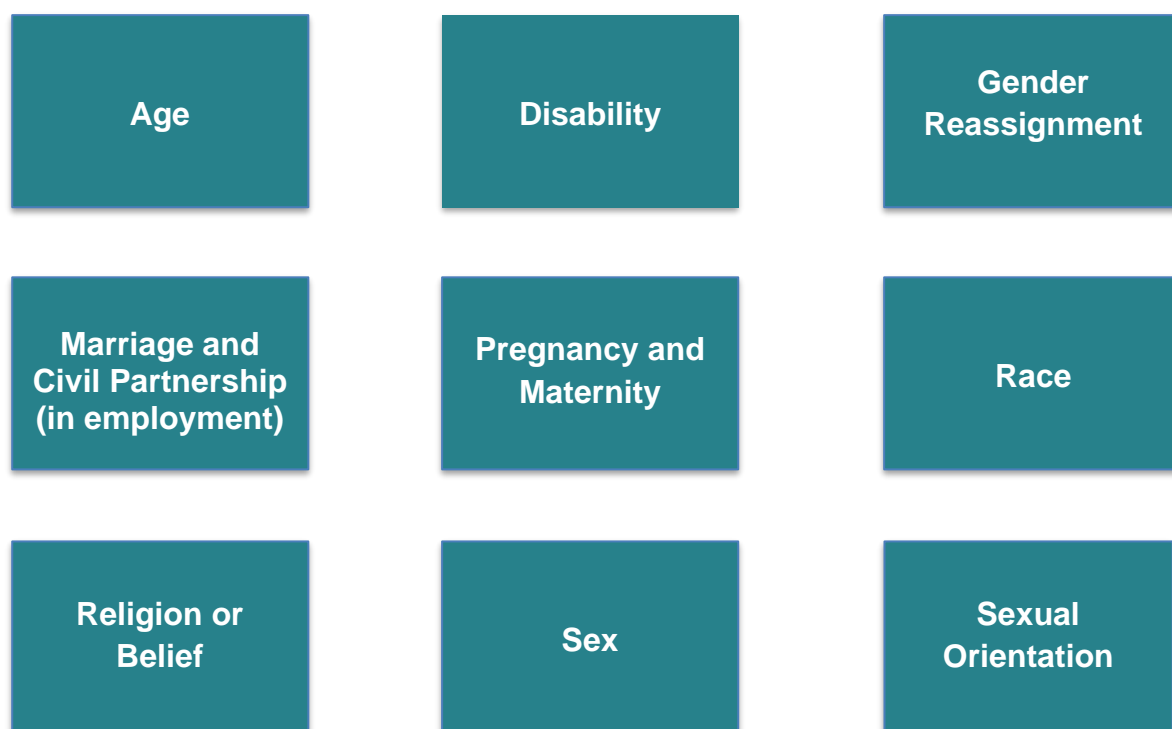 Age
Disability
Gender
Reassignment
Marriage and
Civil Partnership
(in employment)
Pregnancy and
Maternity
Race
Religion or
Belief
Sex
Sexual
Orientation